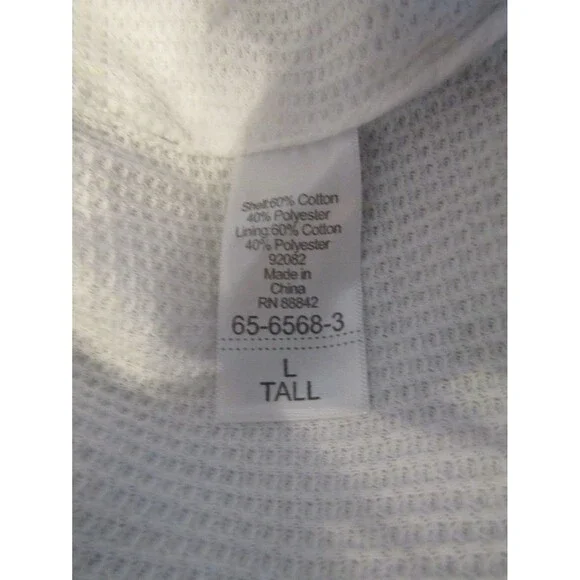 Shell:60% Cotton
40% Polyester
Lining:60% Cotton
40% Polyester
92082
Made in
China
RN 88842
65-6568-3
L
TALL